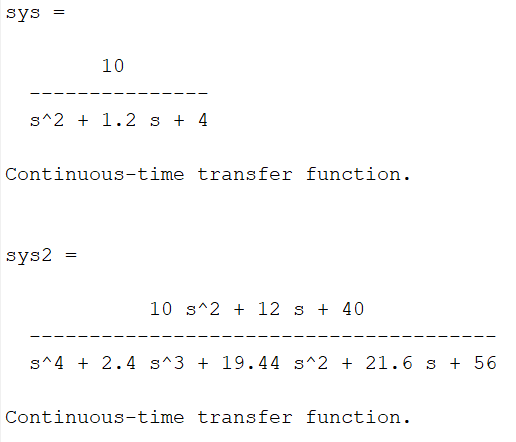 sys =
10
---------------
s^2 + 1.2 s + 4
Continuous-time transfer function.
sys2 =
10 s^2 + 12 s + 40
---------------------------------------
s^4 + 2.4 s^3 + 19.44 s^2 + 21.6 s + 56
Continuous-time transfer function.